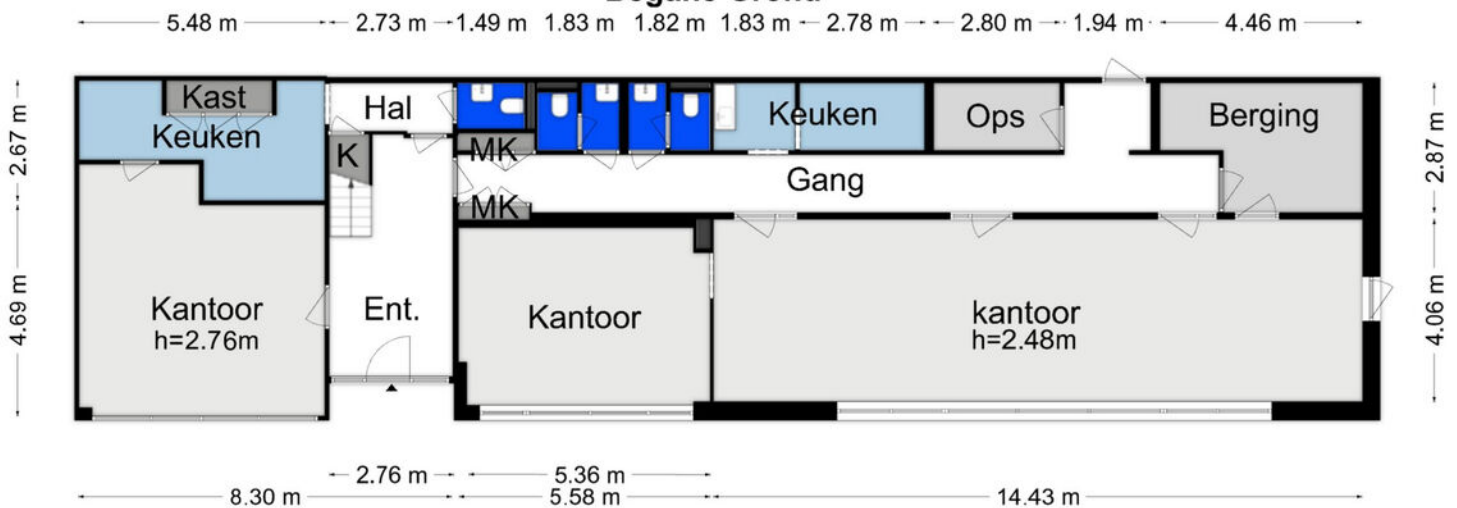 Begane Grond
5.48 m 2.73 m 1.49 m 1.83 m 1.82 m 1.83 m 2.78 m 2.80 m 1.94 m 4.46 m
Kast
Keuken
Hal
K
MK
MK
Keuken
Ops
Berging
Gang
2.67 m
2.87 m
4.69 m
4.06 m
Kantoor
h=2.76m
Ent.
Kantoor
kantoor
h=2.48m
2.76 m 5.36 m
8.30 m 5.58 m 14.43 m